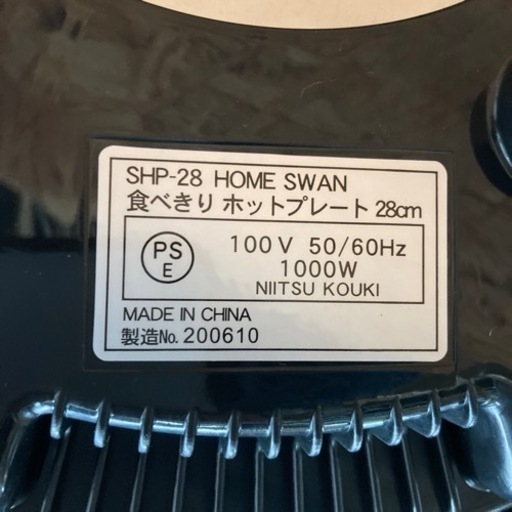 SHP-28 HOME SWAN
食べきり ホットプレート 28cm
PS
E
100V 50/60Hz
1000W
NIITSU KOUKI
MADE IN CHINA
製造No. 200610